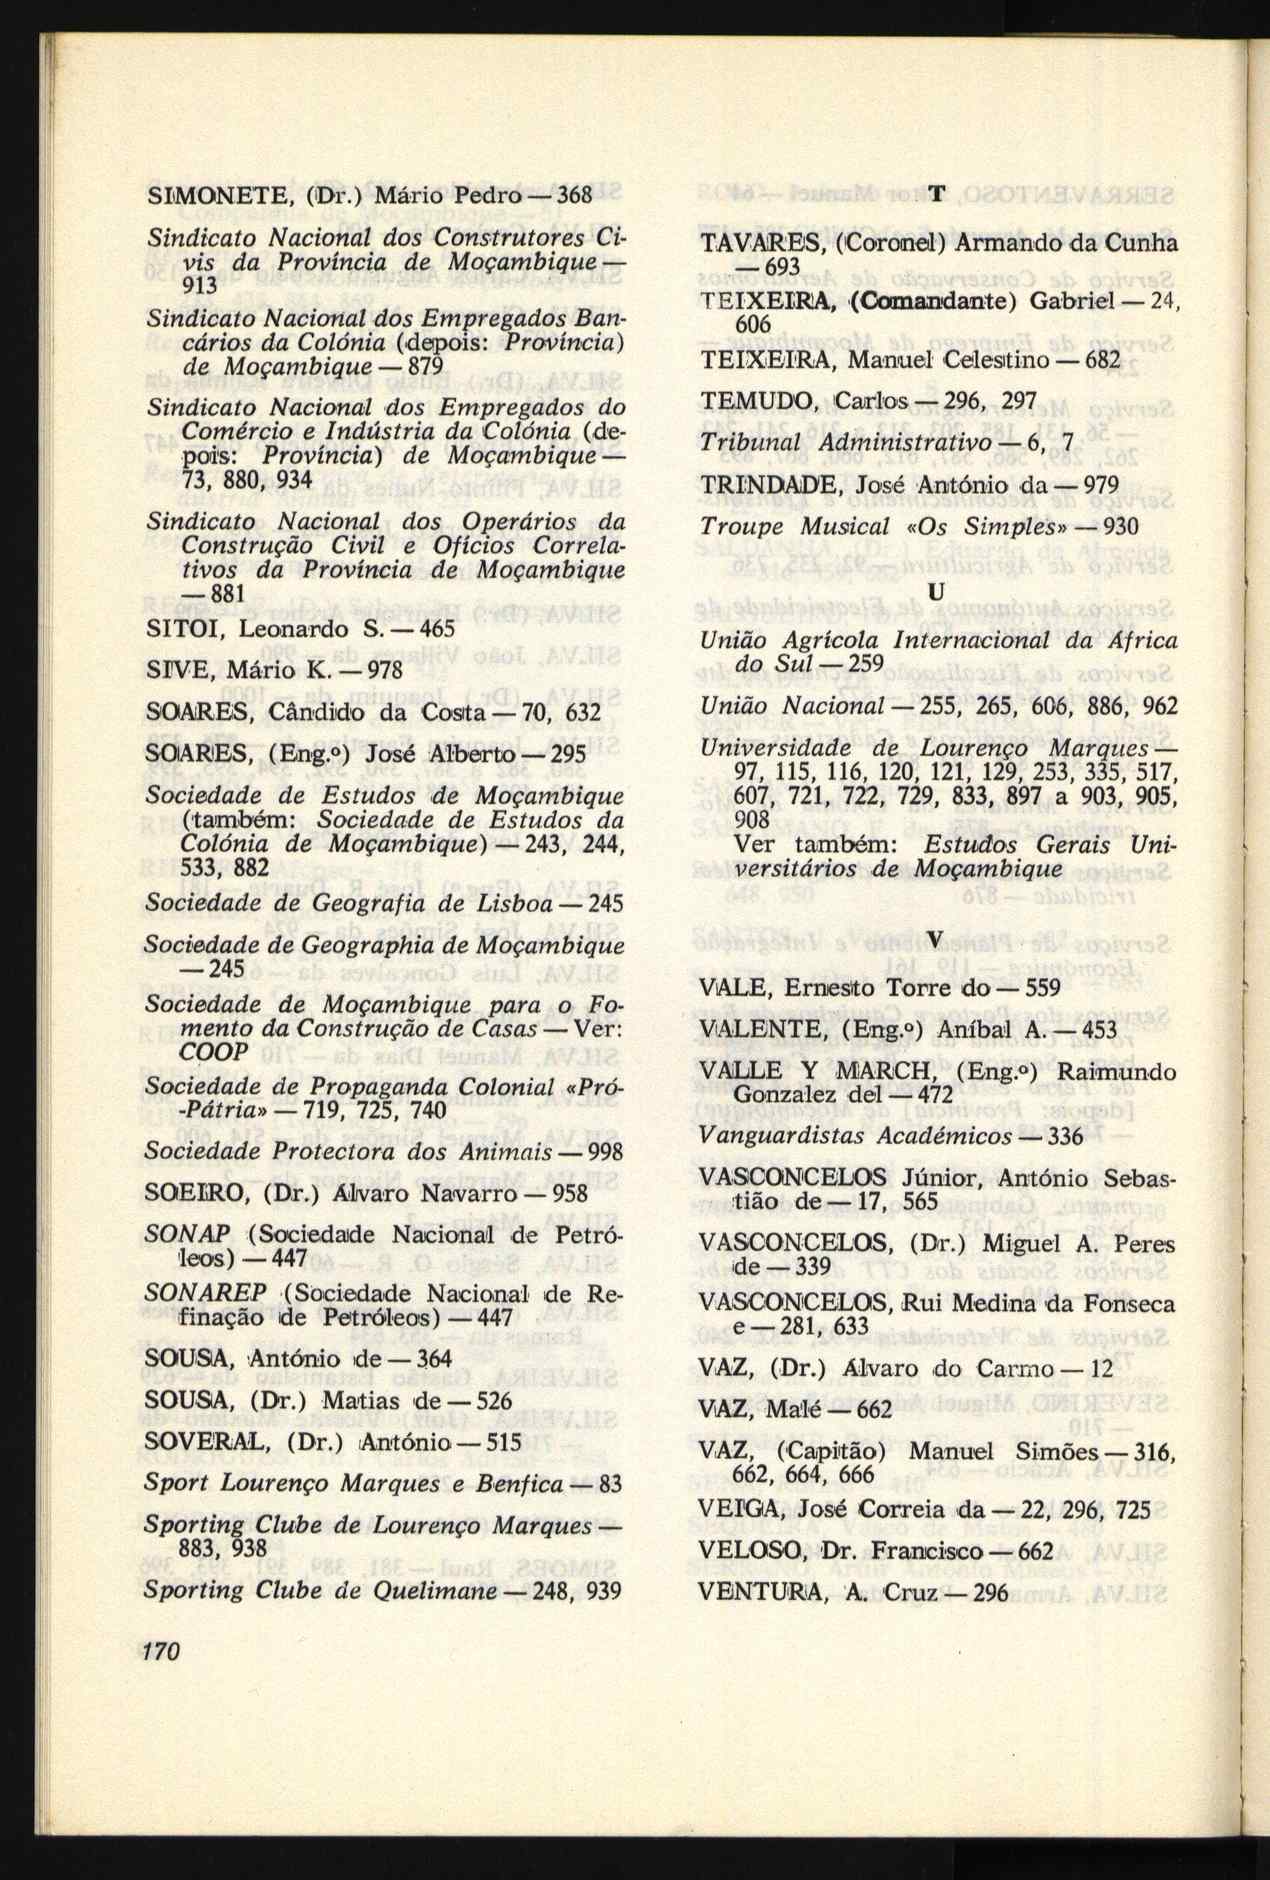 SIMONETE, (Dr.) Mário Pedro — 368
Sindicato Nacional dos Construtores Ci-
vis da Província de Moçambique —
913
Sindicato Nacional dos Empregados Ban-
cários da Colónia (depois: Província)
de Moçambique — 879
Sindicato Nacional dos Empregados do
Comércio e Indústria da Colónia (de-
pois: Província) de Moçambique —
73, 880, 934
Sindicato Nacional dos Operários da
Construção Civil e Ofícios Correla-
tivos da Província de Moçambique
— 881
SITOI, Leonardo S. — 465
SIVE, Mário K. — 978
SOARES, Cândido da Costa — 70, 632
SOARES, (Eng.º) José Alberto — 295
Sociedade de Estudos de Moçambique
(também: Sociedade de Estudos da
Colónia de Moçambique) — 243, 244,
533, 882
Sociedade de Geografia de Lisboa — 245
Sociedade de Geographia de Moçambique
— 245
Sociedade de Moçambique para o Fo-
mento da Construção de Casas — Ver:
COOP
Sociedade de Propaganda Colonial «Pró-
-Pátria» — 719, 725, 740
Sociedade Protectora dos Animais — 998
SOEIRO, (Dr.) Álvaro Navarro — 958
SONAP (Sociedade Nacional de Petró-
leos) — 447
SONAREP (Sociedade Nacional de Re-
finação de Petróleos) — 447
SOUSA, António de — 364
SOUSA, (Dr.) Matias de — 526
SOVERAL, (Dr.) António — 515
Sport Lourenço Marques e Benfica — 83
Sporting Clube de Lourenço Marques —
883, 938
Sporting Clube de Quelimane — 248, 939
170
T
TAVARES, (Coronel) Armando da Cunha
— 693
TEIXEIRA, (Comandante) Gabriel — 24,
606
TEIXEIRA, Manuel Celestino — 682
TEMUDO, Carlos — 296, 297
Tribunal Administrativo — 6, 7
TRINDADE, José António da — 979
Troupe Musical «Os Simples» — 930
U
União Agrícola Internacional da África
do Sul — 259
União Nacional — 255, 265, 606, 886, 962
Universidade de Lourenço Marques —
97, 115, 116, 120, 121, 129, 253, 335, 517,
607, 721, 722, 729, 833, 897 a 903, 905,
908
Ver também: Estudos Gerais Uni-
versitários de Moçambique
V
VALE, Ernesto Torre do — 559
VALENTE, (Eng.º) Aníbal A. — 453
VALLE Y MARCH, (Eng.º) Raimundo
Gonzalez del — 472
Vanguardistas Académicos — 336
VASCONCELOS Júnior, António Sebas-
tião de — 17, 565
VASCONCELOS, (Dr.) Miguel A. Peres
de — 339
VASCONCELOS, Rui Medina da Fonseca
e — 281, 633
VAZ, (Dr.) Álvaro do Carmo — 12
VAZ, Malé — 662
VAZ, (Capitão) Manuel Simões — 316,
662, 664, 666
VEIGA, José Correia da — 22, 296, 725
VELOSO, Dr. Francisco — 662
VENTURA, A. Cruz — 296